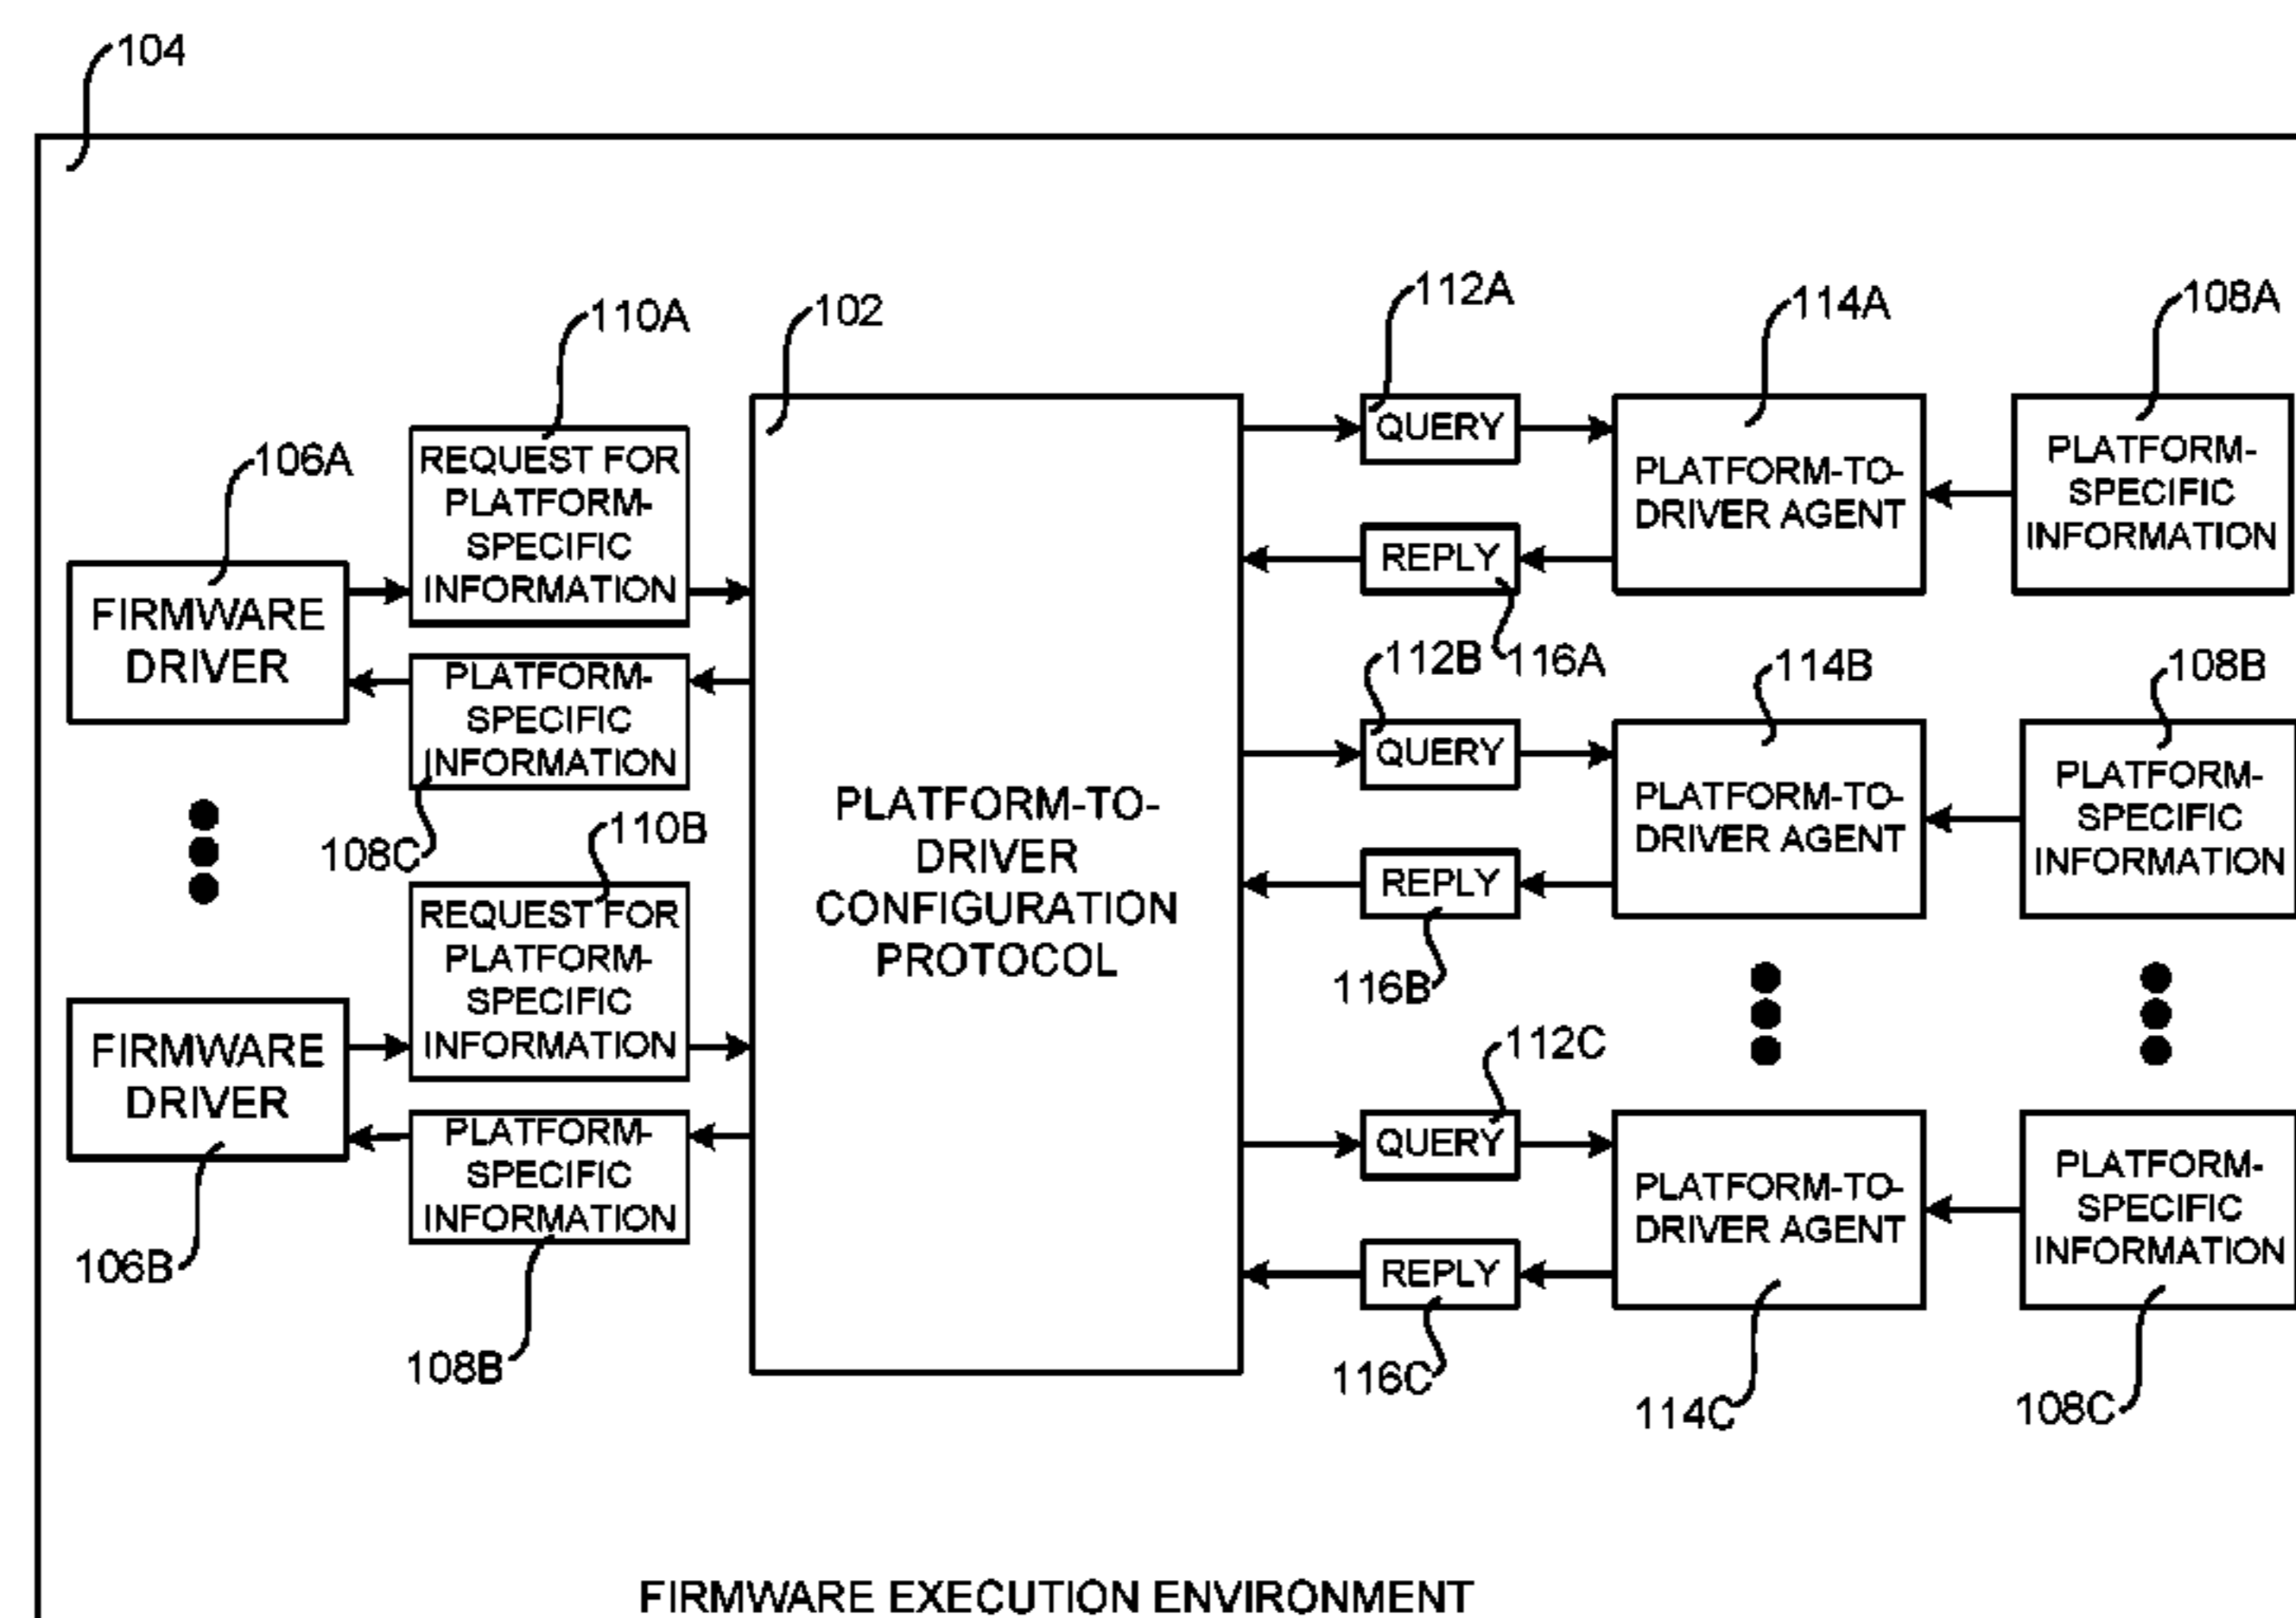 104
110A
102
112A
114A
108A
106A
REQUEST FOR
PLATFORM-
SPECIFIC
INFORMATION
QUERY
PLATFORM-TO-
DRIVER AGENT
PLATFORM-
SPECIFIC
INFORMATION
REPLY
FIRMWARE
DRIVER
PLATFORM-
SPECIFIC
INFORMATION
112B
116A
114B
108B
QUERY
PLATFORM-TO-
DRIVER AGENT
PLATFORM-
SPECIFIC
INFORMATION
PLATFORM-TO-
DRIVER
CONFIGURATION
PROTOCOL
108C
110B
REPLY
REQUEST FOR
PLATFORM-
SPECIFIC
INFORMATION
116B
FIRMWARE
DRIVER
112C
PLATFORM-
SPECIFIC
INFORMATION
QUERY
PLATFORM-TO-
DRIVER AGENT
PLATFORM-
SPECIFIC
INFORMATION
106B
REPLY
108B
116C
114C
108C
FIRMWARE EXECUTION ENVIRONMENT